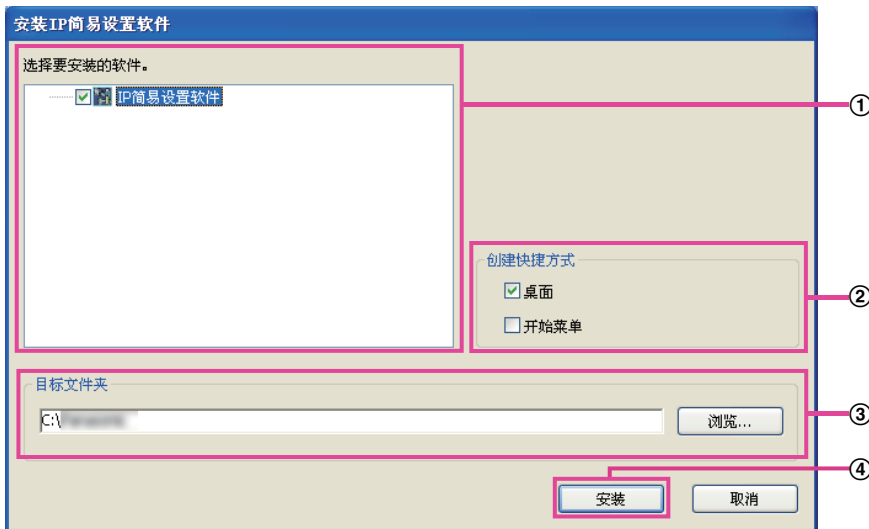 安装IP简易设置软件
选择要安装的软件。
IP简易设置软件
①
创建快捷方式
桌面
开始菜单
②
目标文件夹
C:\
浏览...
③
④
安装
取消